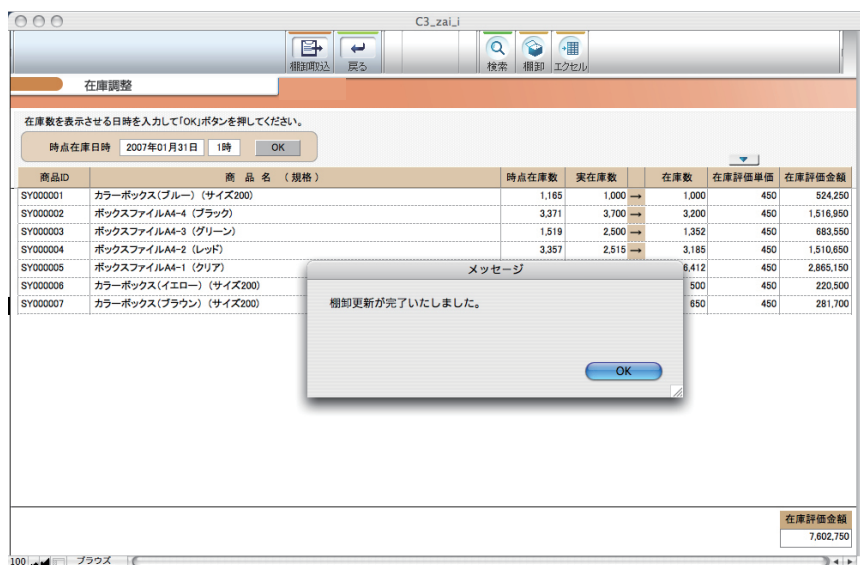 C3_zai_i
棚卸取込 戻る 検索 棚卸 エクセル
在庫調整
在庫数を表示させる日時を入力して「OK」ボタンを押してください。
時点在庫日時 2007年01月31日 1時 OK
商品ID 商 品 名 （規格） 時点在庫数 実在庫数 在庫数 在庫評価単価 在庫評価金額
SY000001 カラーボックス（ブルー）（サイズ200） 1,165 1,000 → 1,000 450 524,250
SY000002 ボックスファイルA4-4（ブラック） 3,371 3,700 → 3,200 450 1,516,950
SY000003 ボックスファイルA4-3（グリーン） 1,519 2,500 → 1,352 450 683,550
SY000004 ボックスファイルA4-2（レッド） 3,357 2,515 → 3,185 450 1,510,650
SY000005 ボックスファイルA4-1（クリア） 6,412 450 2,865,150
SY000006 カラーボックス（イエロー）（サイズ200） 500 450 220,500
SY000007 カラーボックス（ブラウン）（サイズ200） 650 450 281,700
メッセージ
棚卸更新が完了いたしました。
OK
在庫評価金額
7,602,750
100 ブラウズ